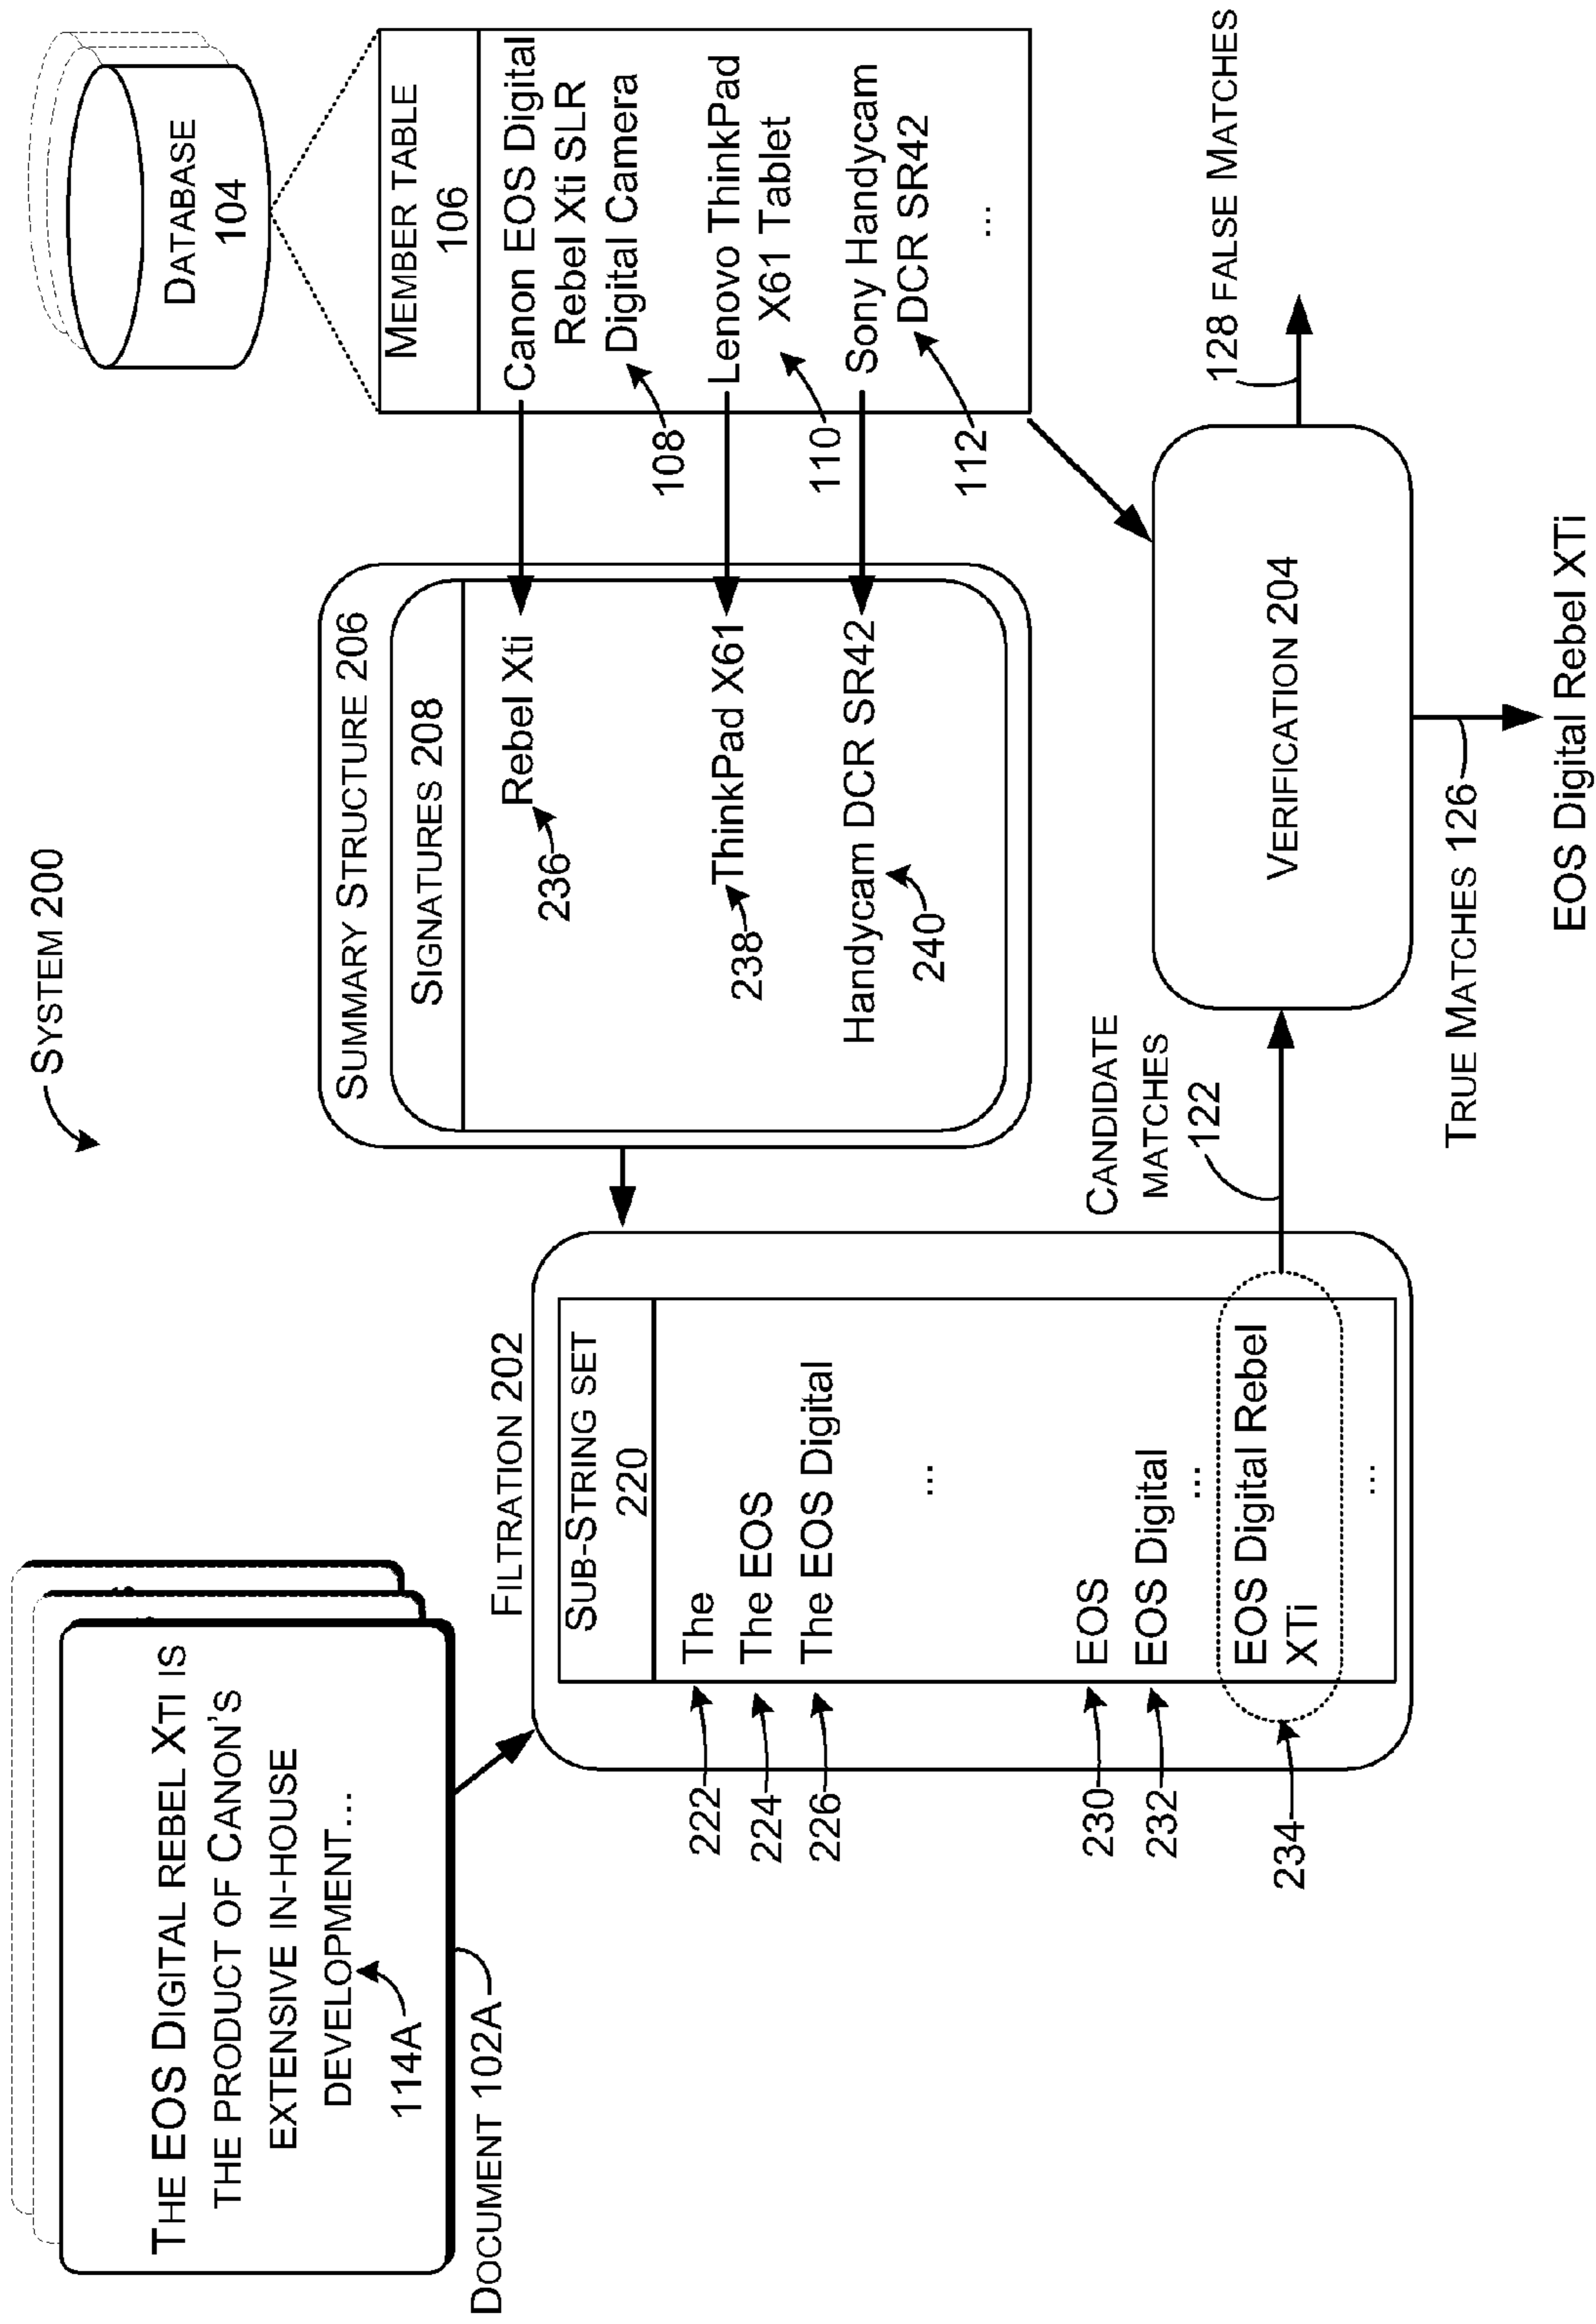 SYSTEM 200
THE EOS DIGITAL REBEL XTI IS
THE PRODUCT OF CANON'S
EXTENSIVE IN-HOUSE
DEVELOPMENT...
114A
DOCUMENT 102A
FILTRATION 202
SUB-STRING SET
220
The
The EOS
The EOS Digital
...
EOS
EOS Digital
...
EOS Digital Rebel
XTi
...
222
224
226
230
232
234
SUMMARY STRUCTURE 206
SIGNATURES 208
Rebel Xti
236
ThinkPad X61
238
Handycam DCR SR42
240
DATABASE
104
MEMBER TABLE
106
Canon EOS Digital
Rebel Xti SLR
Digital Camera
108
Lenovo ThinkPad
X61 Tablet
110
Sony Handycam
DCR SR42
112
...
CANDIDATE
MATCHES
122
VERIFICATION 204
128 FALSE MATCHES
TRUE MATCHES 126
EOS Digital Rebel XTi